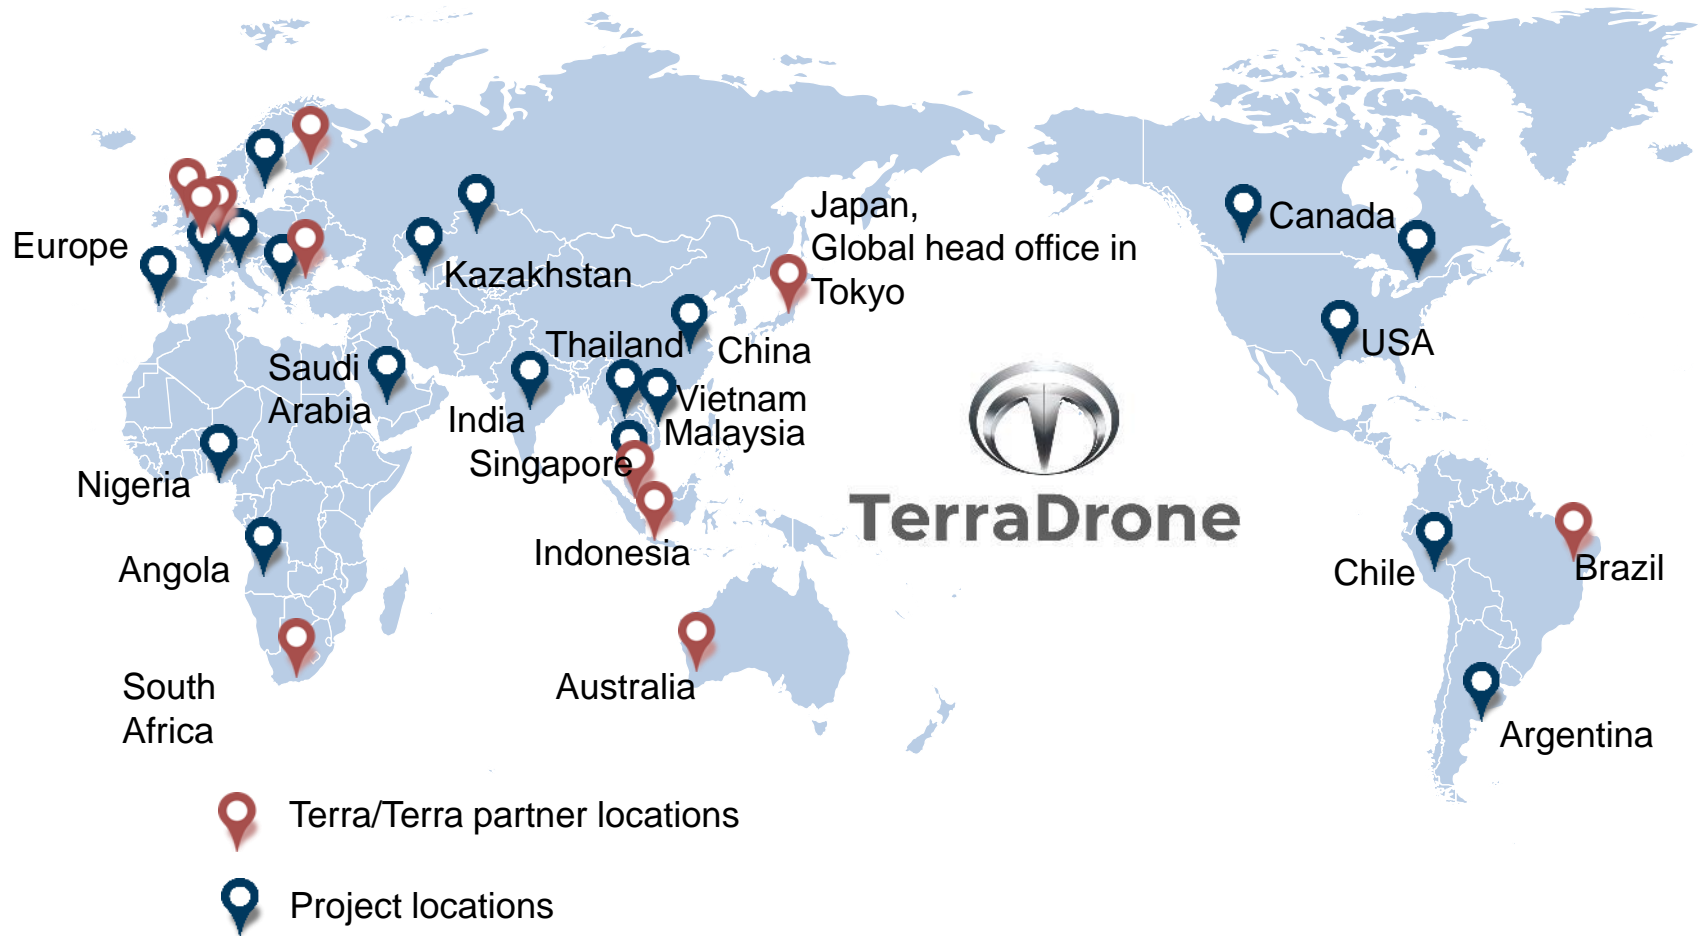 Japan,
Global head office in
Tokyo
Canada
Europe
Kazakhstan
USA
Thailand
China
Saudi
Arabia
India
Vietnam
Malaysia
Singapore
Nigeria
TerraDrone
Indonesia
Angola
Chile
Brazil
South
Africa
Australia
Argentina
Terra/Terra partner locations
Project locations